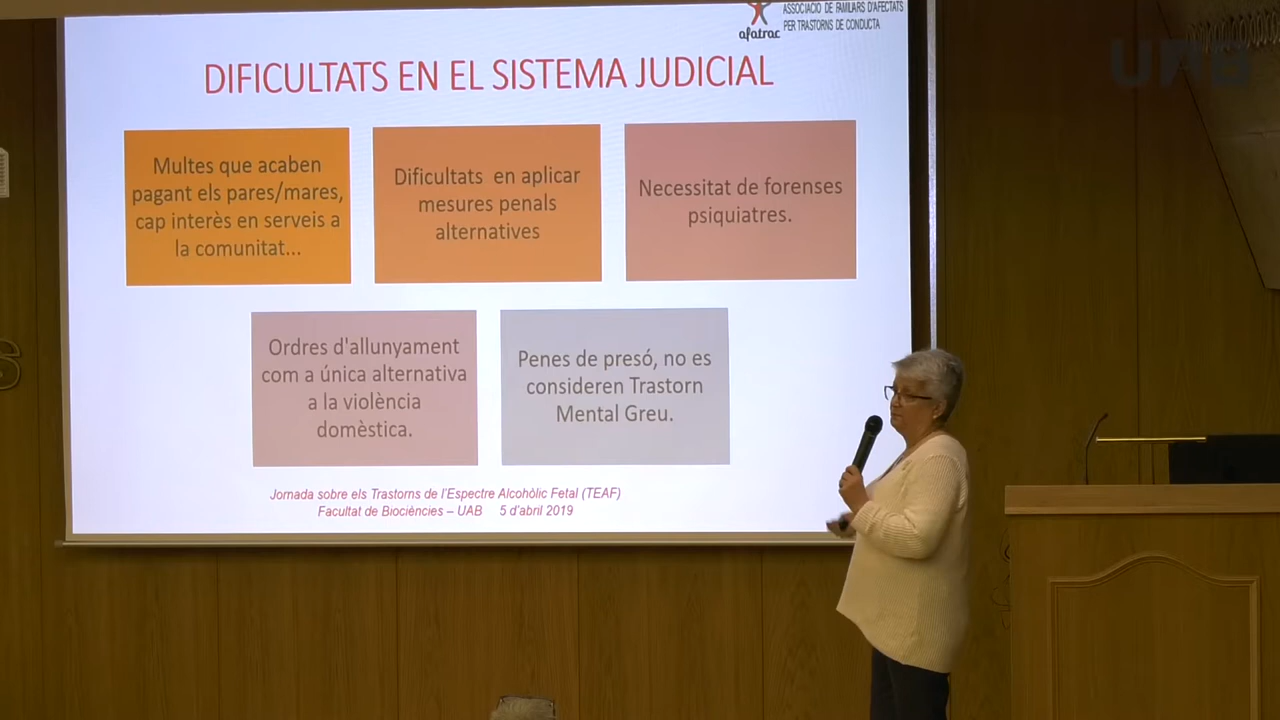 afatrac
ASSOCIACIÓ DE FAMILIARS D'AFECTATS
PER TRASTORNS DE CONDUCTA
UAB
DIFICULTATS EN EL SISTEMA JUDICIAL
Multes que acaben
pagant els pares/mares,
cap interès en serveis a
la comunitat...
Dificultats en aplicar
mesures penals
alternatives
Necessitat de forenses
psiquiatres.
Ordres d'allunyament
com a única alternativa
a la violència
domèstica.
Penes de presó, no es
consideren Trastorn
Mental Greu.
Jornada sobre els Trastorns de l'Espectre Alcohòlic Fetal (TEAF)
Facultat de Biociències – UAB 5 d'abril 2019